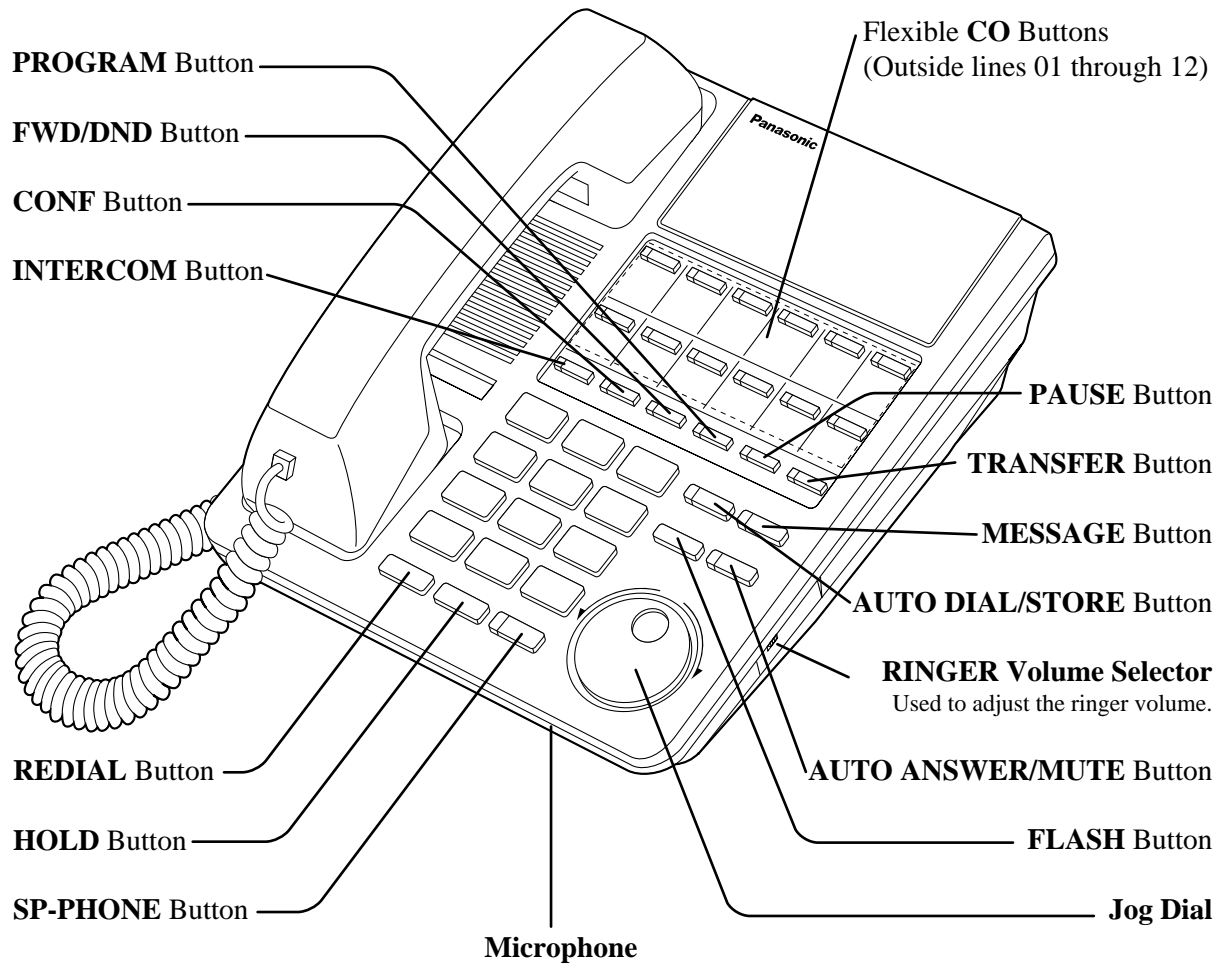 Flexible CO Buttons
(Outside lines 01 through 12)
PROGRAM Button
FWD/DND Button
CONF Button
INTERCOM Button
Panasonic
PAUSE Button
TRANSFER Button
MESSAGE Button
AUTO DIAL/STORE Button
RINGER Volume Selector
Used to adjust the ringer volume.
AUTO ANSWER/MUTE Button
FLASH Button
Jog Dial
REDIAL Button
HOLD Button
SP-PHONE Button
Microphone